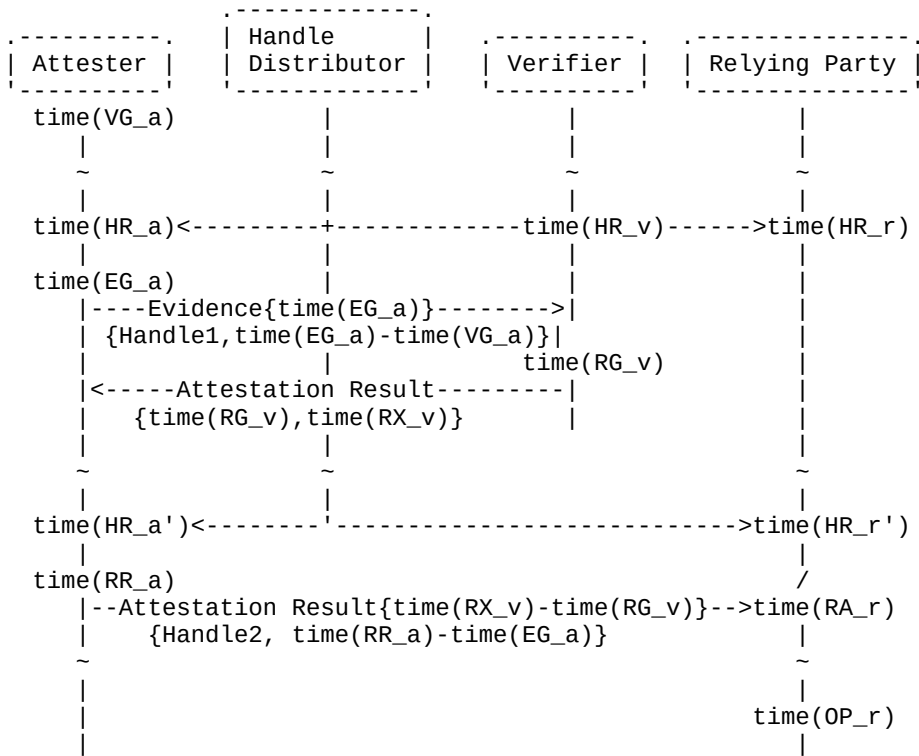 .-------------.
.----------.      | Handle      |    .----------.   .---------------.
| Attester |      | Distributor |    | Verifier |   | Relying Party |
'----------'      '-------------'    '----------'   '---------------'
  time(VG_a)             |                 |                |
     |                   |                 |                |
     ~                   ~                 ~                ~
     |                   |                 |                |
  time(HR_a)<---------+-------------time(HR_v)------>time(HR_r)
     |                   |                 |                |
  time(EG_a)             |                 |                |
     |----Evidence{time(EG_a)}-------->|                |
     | {Handle1,time(EG_a)-time(VG_a)}|                |
     |                   |            time(RG_v)            |
     |<-----Attestation Result---------|                |
     |   {time(RG_v),time(RX_v)}      |                |
     |                   |                                  |
     ~                   ~                                  ~
     |                   |                                  |
  time(HR_a')<--------'---------------------------->time(HR_r')
     |                                                      |
  time(RR_a)                                                /
     |--Attestation Result{time(RX_v)-time(RG_v)}-->time(RA_r)
     |    {Handle2, time(RR_a)-time(EG_a)}                  |
     ~                                                      ~
     |                                                      |
     |                                                 time(OP_r)
     |                                                      |